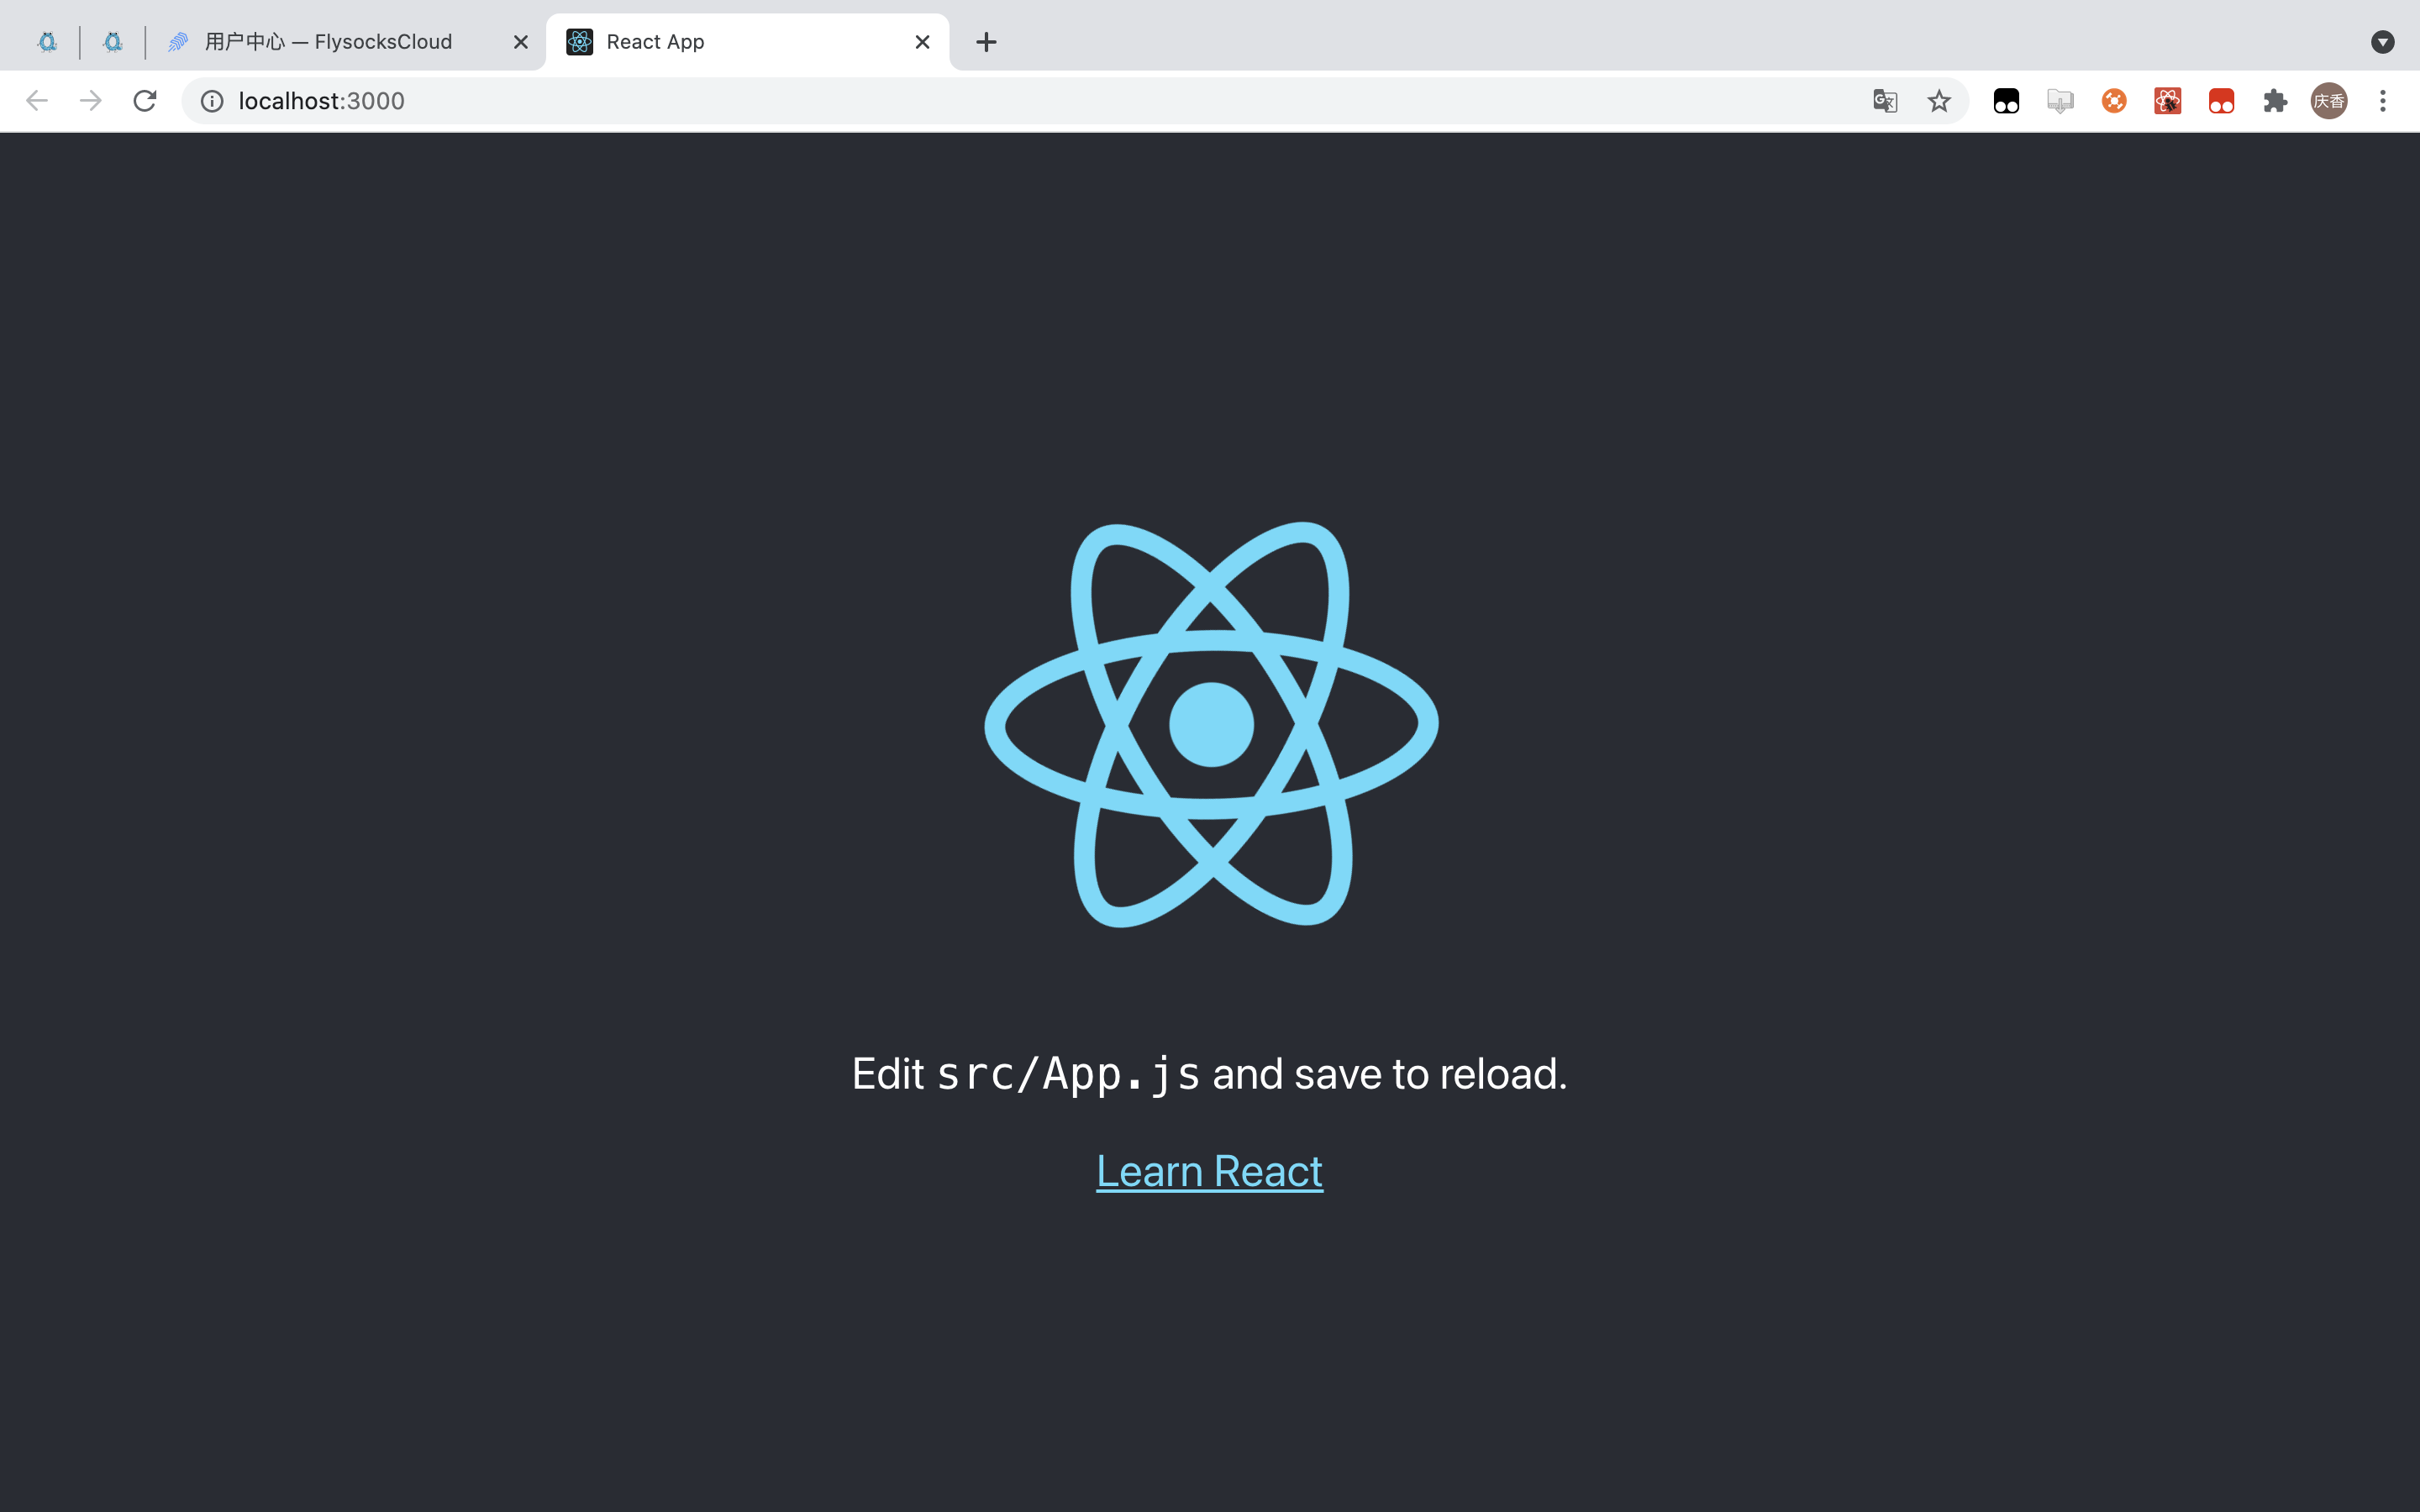 用户中心 — FlysocksCloud
React App
localhost:3000
庆香
Edit src/App.js and save to reload.
Learn React